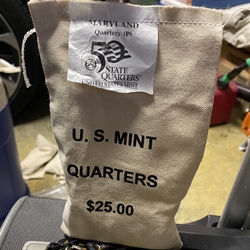 MARYLAND
Quarters (P)
50
STATE
QUARTERS
UNITED STATES MINT
U. S. MINT
QUARTERS
$25.00